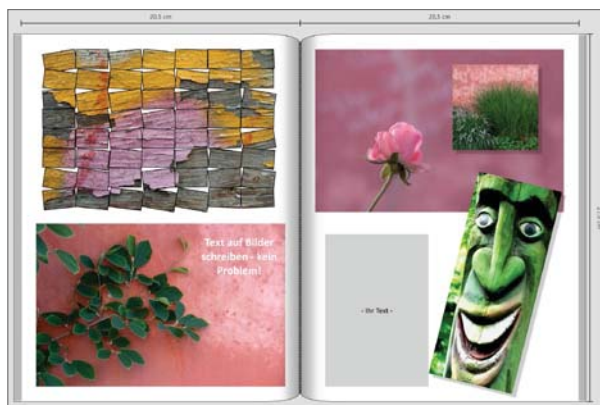 20,5 cm
20,5 cm
Text auf Bilder
schreiben - kein
Problem!
- Ihr Text -